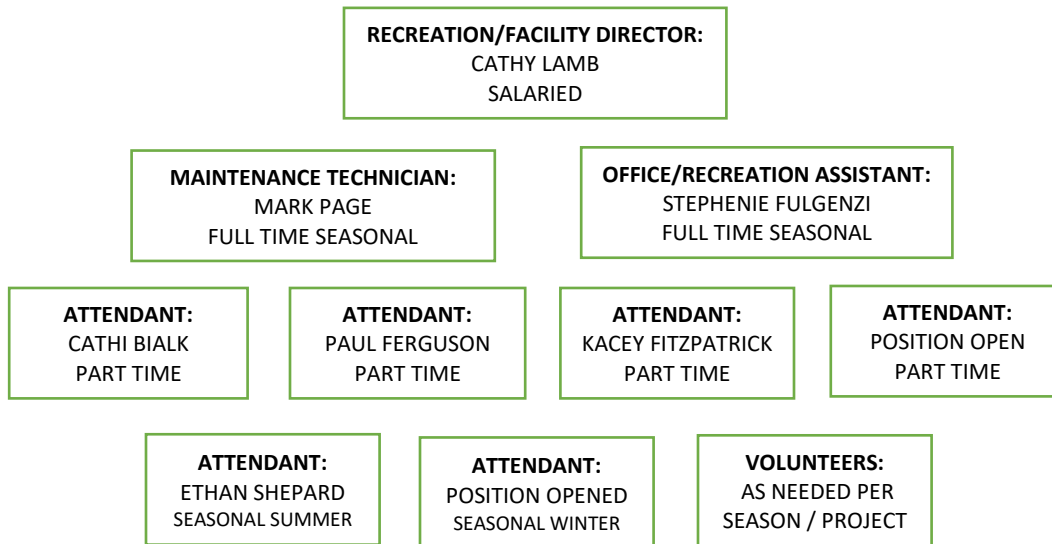 RECREATION/FACILITY DIRECTOR:
CATHY LAMB
SALARIED
MAINTENANCE TECHNICIAN:
MARK PAGE
FULL TIME SEASONAL
OFFICE/RECREATION ASSISTANT:
STEPHENIE FULGENZI
FULL TIME SEASONAL
ATTENDANT:
CATHI BIALK
PART TIME
ATTENDANT:
PAUL FERGUSON
PART TIME
ATTENDANT:
KACEY FITZPATRICK
PART TIME
ATTENDANT:
POSITION OPEN
PART TIME
ATTENDANT:
ETHAN SHEPARD
SEASONAL SUMMER
ATTENDANT:
POSITION OPENED
SEASONAL WINTER
VOLUNTEERS:
AS NEEDED PER
SEASON / PROJECT